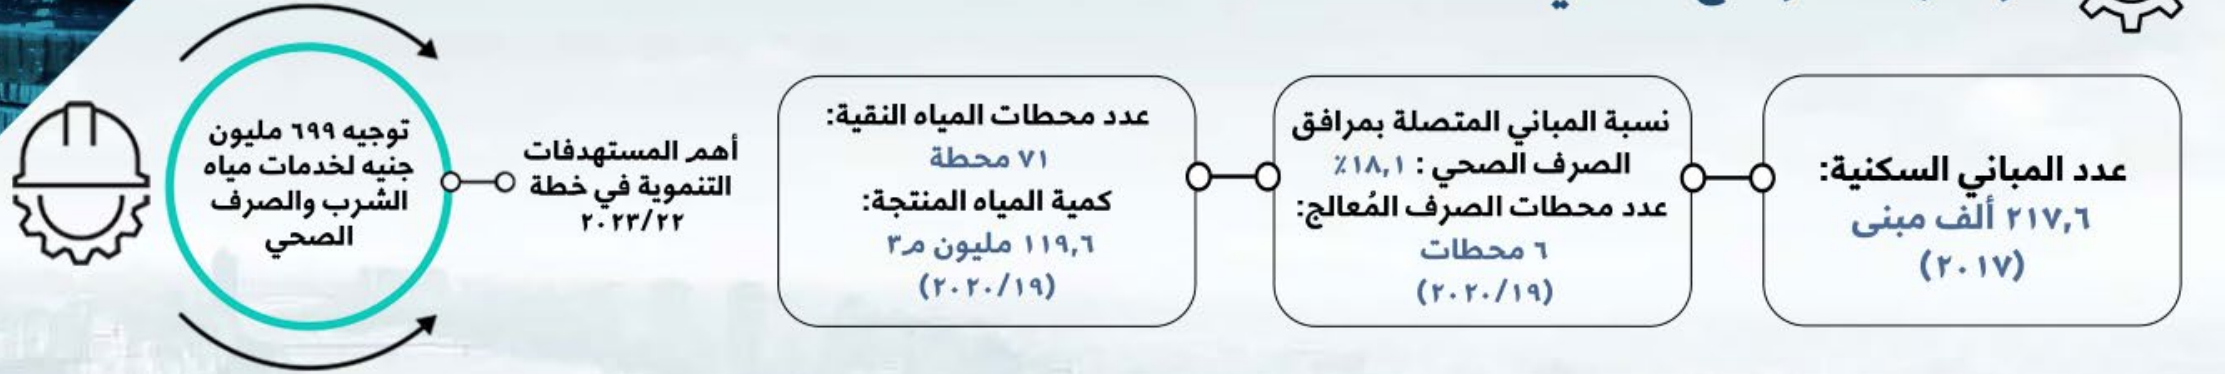 عدد المباني السكنية:
٢١٧,٦ ألف مبنى
(٢٠١٧)
نسبة المباني المتصلة بمرافق
الصرف الصحي : ١٨,١٪
عدد محطات الصرف المُعالج:
٦ محطات
(٢٠٢٠/١٩)
عدد محطات المياه النقية:
٧١ محطة
كمية المياه المنتجة:
١١٩,٦ مليون م٣
(٢٠٢٠/١٩)
أهم المستهدفات
التنموية في خطة
٢٠٢٣/٢٢
توجيه ٦٩٩ مليون
جنيه لخدمات مياه
الشرب والصرف
الصحي